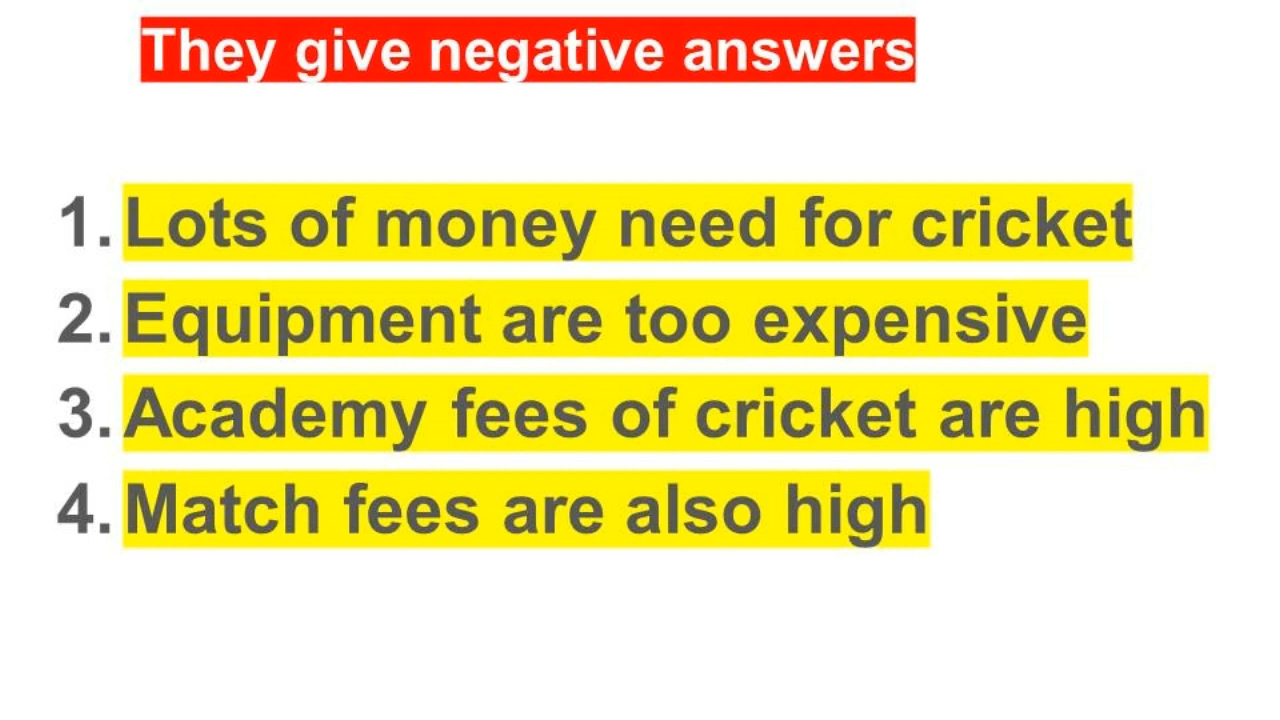 They give negative answers
1. Lots of money need for cricket
2. Equipment are too expensive
3. Academy fees of cricket are high
4. Match fees are also high